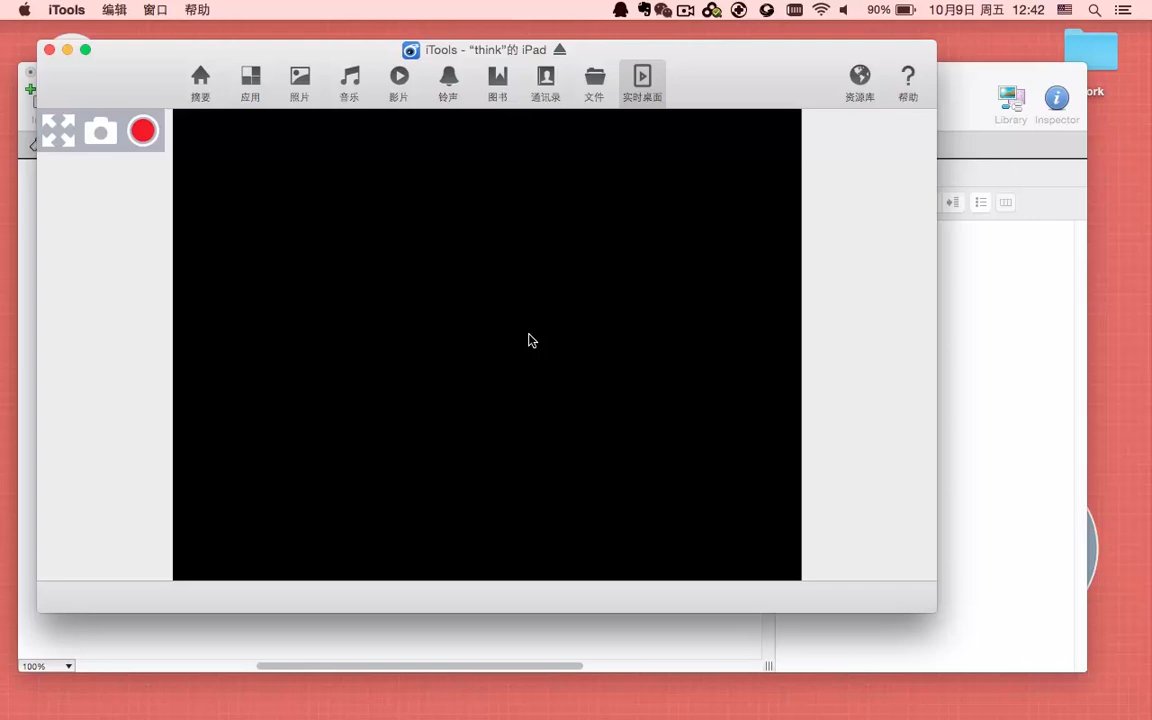 iTools 编辑 窗口 帮助 90% 10月9日 周五 12:42
iTools - “think”的 iPad
摘要 应用 照片 音乐 影片 铃声 图书 通讯录 文件 实时桌面 资源库 帮助
ork
Library Inspector
100%